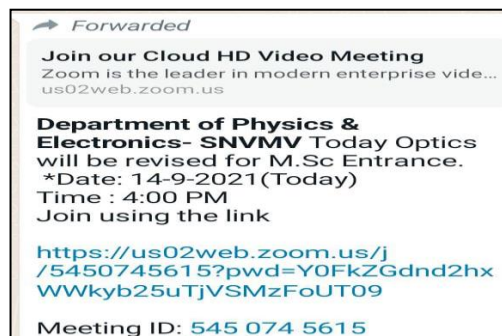 Forwarded
Join our Cloud HD Video Meeting
Zoom is the leader in modern enterprise vide...
us02web.zoom.us
Department of Physics &
Electronics- SNVMV Today Optics
will be revised for M.Sc Entrance.
*Date: 14-9-2021(Today)
Time : 4:00 PM
Join using the link
https://us02web.zoom.us/j
/5450745615?pwd=Y0FkZGdnd2hx
WWkyb25uTjVSMzFoUT09
Meeting ID: 545 074 5615